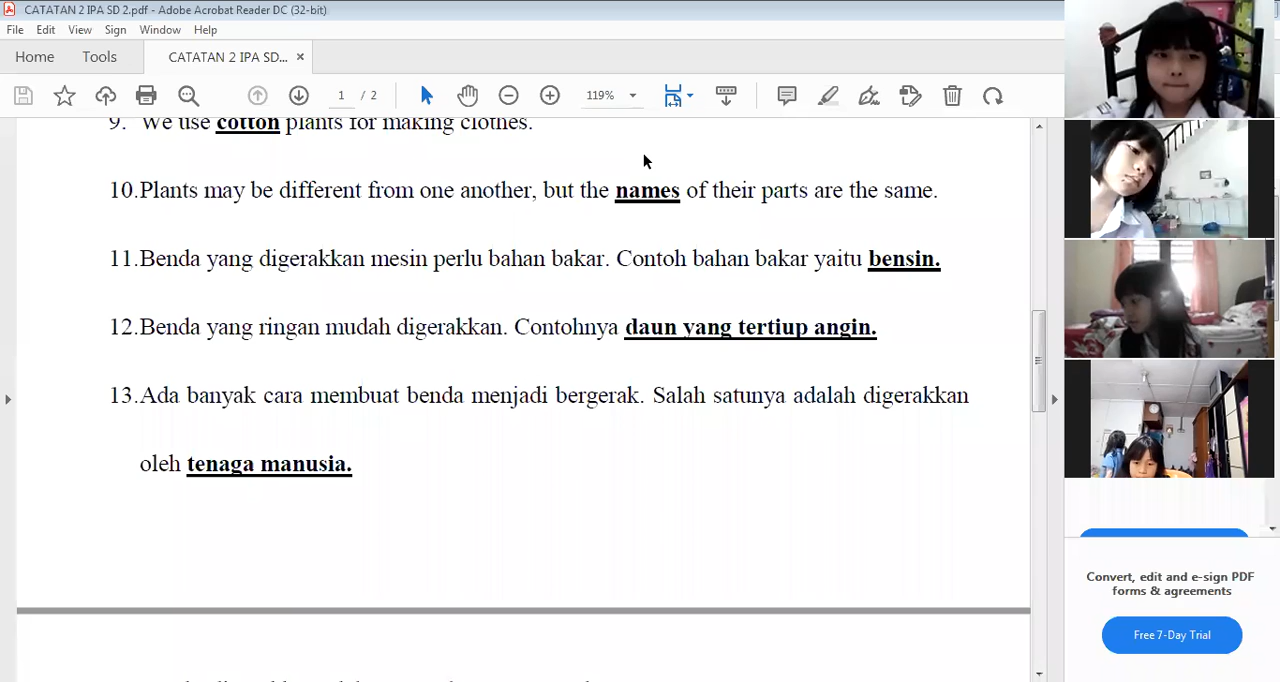 CATATAN 2 IPA SD 2.pdf - Adobe Acrobat Reader DC (32-bit)
File Edit View Sign Window Help
Home Tools CATATAN 2 IPA SD... ×
1 / 2 119%
9. We use cotton plants for making clothes.
10.Plants may be different from one another, but the names of their parts are the same.
11.Benda yang digerakkan mesin perlu bahan bakar. Contoh bahan bakar yaitu bensin.
12.Benda yang ringan mudah digerakkan. Contohnya daun yang tertiup angin.
13.Ada banyak cara membuat benda menjadi bergerak. Salah satunya adalah digerakkan
oleh tenaga manusia.
Convert, edit and e-sign PDF
forms & agreements
Free 7-Day Trial